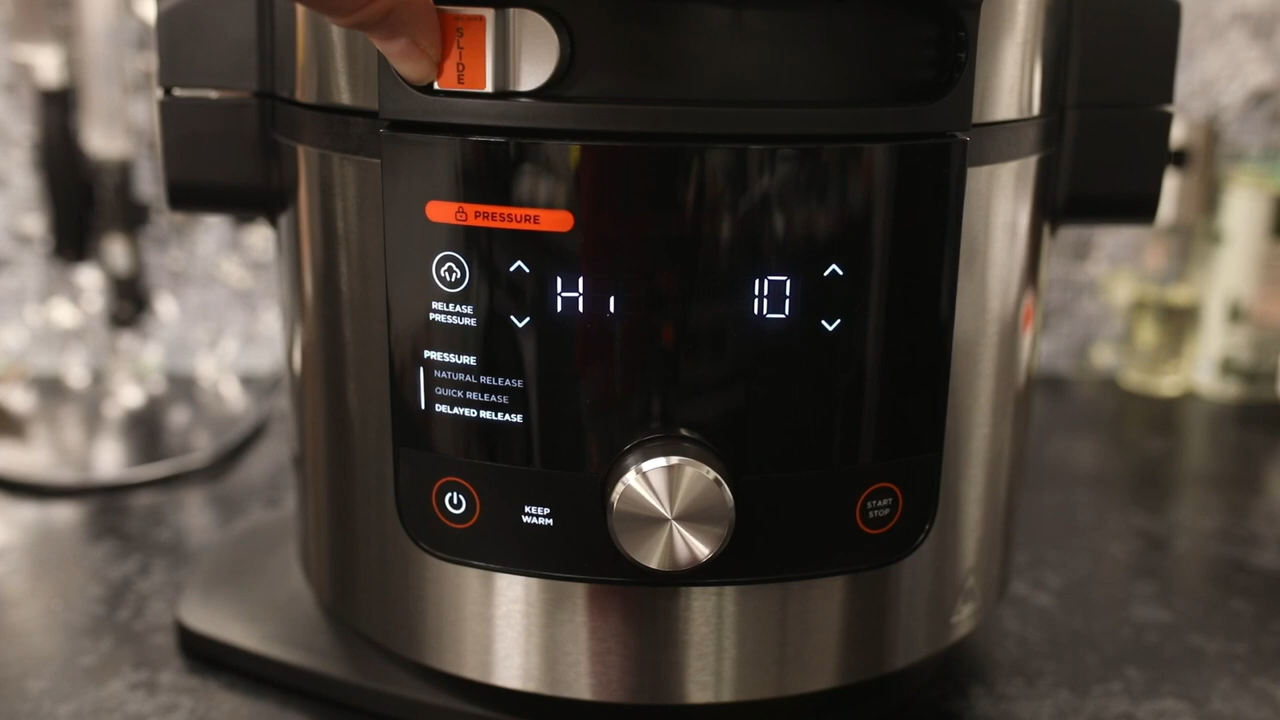 SLIDE
PRESSURE
Hi
10
RELEASE
PRESSURE
PRESSURE
NATURAL RELEASE
QUICK RELEASE
DELAYED RELEASE
KEEP
WARM
START
STOP